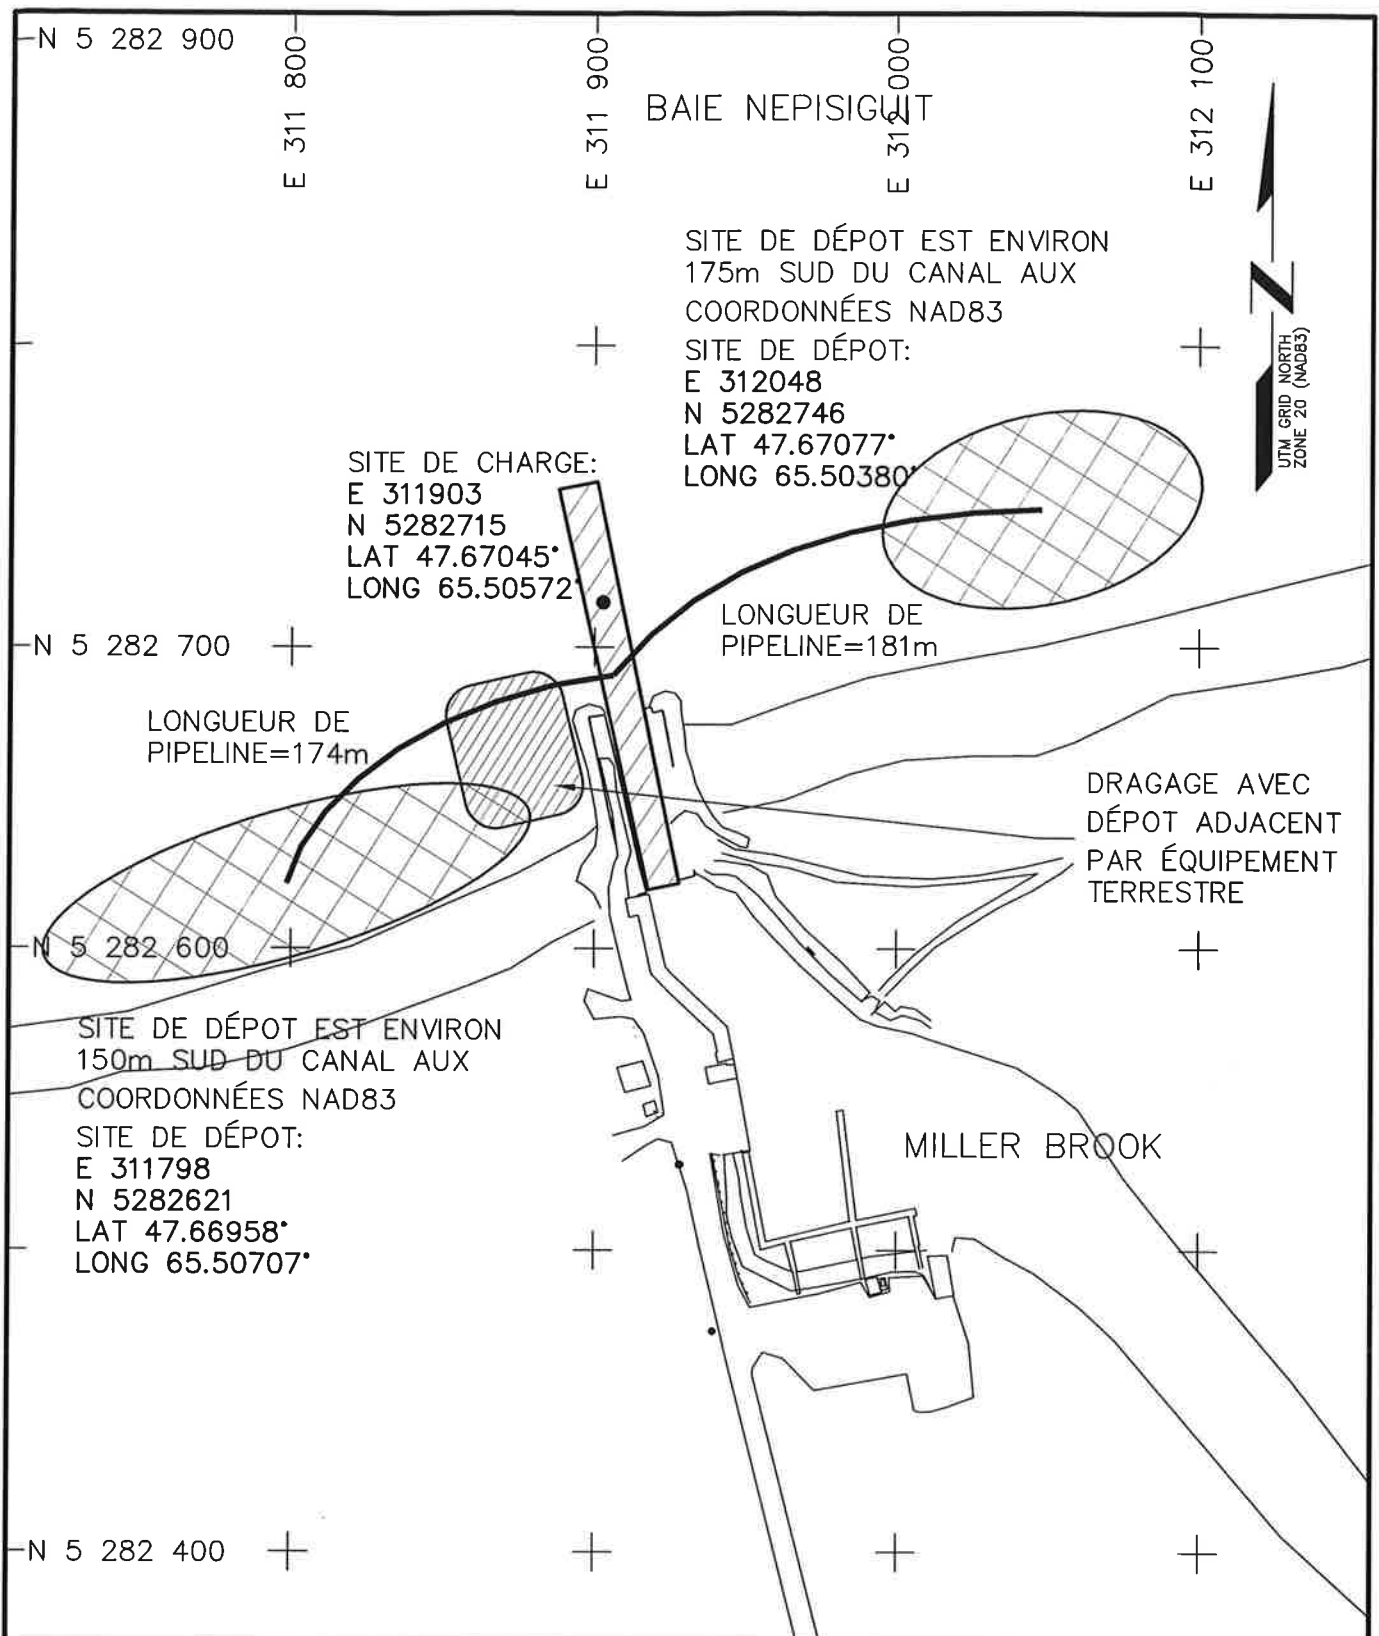 N 5 282 900
E 311 800
E 311 900
E 312 000
E 312 100
BAIE NEPISIGUIT
UTM GRID NORTH
ZONE 20 (NAD83)
N
SITE DE DÉPOT EST ENVIRON
175m SUD DU CANAL AUX
COORDONNÉES NAD83
SITE DE DÉPOT:
E 312048
N 5282746
LAT 47.67077°
LONG 65.50380°
SITE DE CHARGE:
E 311903
N 5282715
LAT 47.67045°
LONG 65.50572°
LONGUEUR DE
PIPELINE=181m
N 5 282 700
LONGUEUR DE
PIPELINE=174m
DRAGAGE AVEC
DÉPOT ADJACENT
PAR ÉQUIPEMENT
TERRESTRE
N 5 282 600
SITE DE DÉPOT EST ENVIRON
150m SUD DU CANAL AUX
COORDONNÉES NAD83
SITE DE DÉPOT:
E 311798
N 5282621
LAT 47.66958°
LONG 65.50707°
MILLER BROOK
N 5 282 400